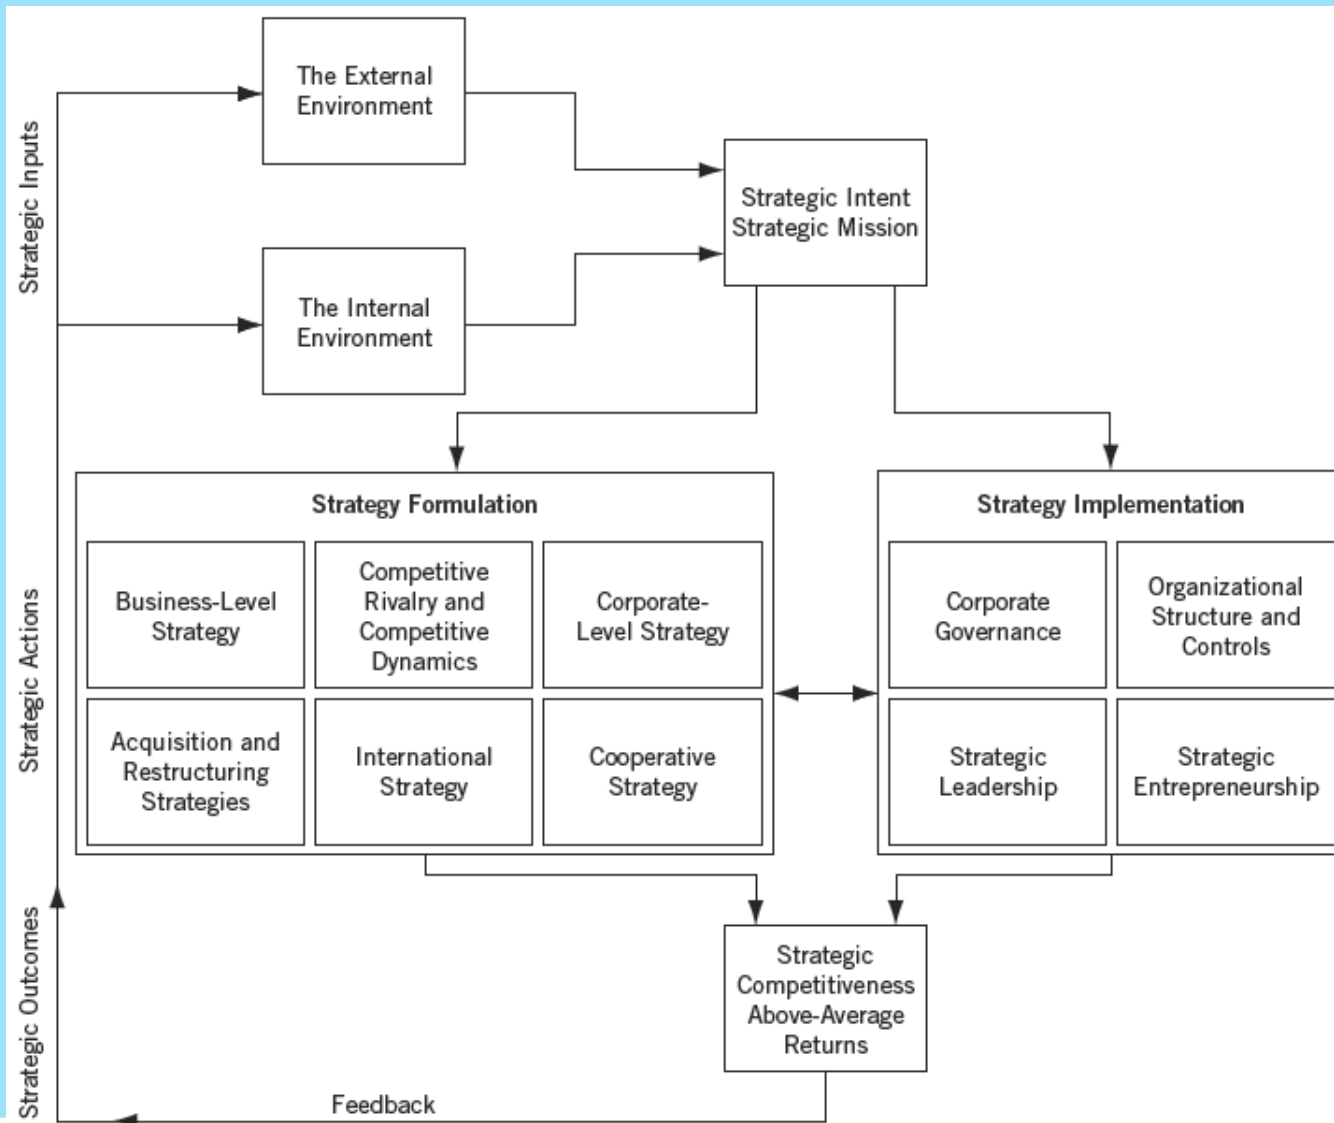 Strategic Inputs
The External
Environment
Strategic Intent
Strategic Mission
The Internal
Environment
Strategic Actions
Strategy Formulation
Business-Level
Strategy
Competitive
Rivalry and
Competitive
Dynamics
Corporate-
Level Strategy
Acquisition and
Restructuring
Strategies
International
Strategy
Cooperative
Strategy
Strategy Implementation
Corporate
Governance
Organizational
Structure and
Controls
Strategic
Leadership
Strategic
Entrepreneurship
Strategic Outcomes
Strategic
Competitiveness
Above-Average
Returns
Feedback